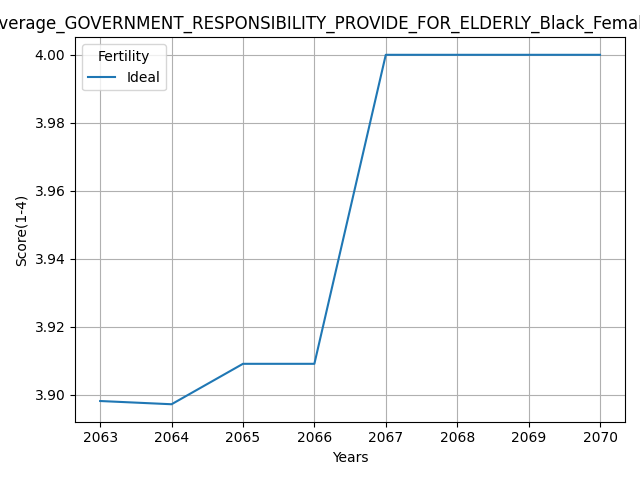 verage_GOVERNMENT_RESPONSIBILITY_PROVIDE_FOR_ELDERLY_Black_Femal
Fertility
Ideal
4.00
3.98
3.96
3.94
3.92
3.90
Score(1-4)
2063 2064 2065 2066 2067 2068 2069 2070
Years